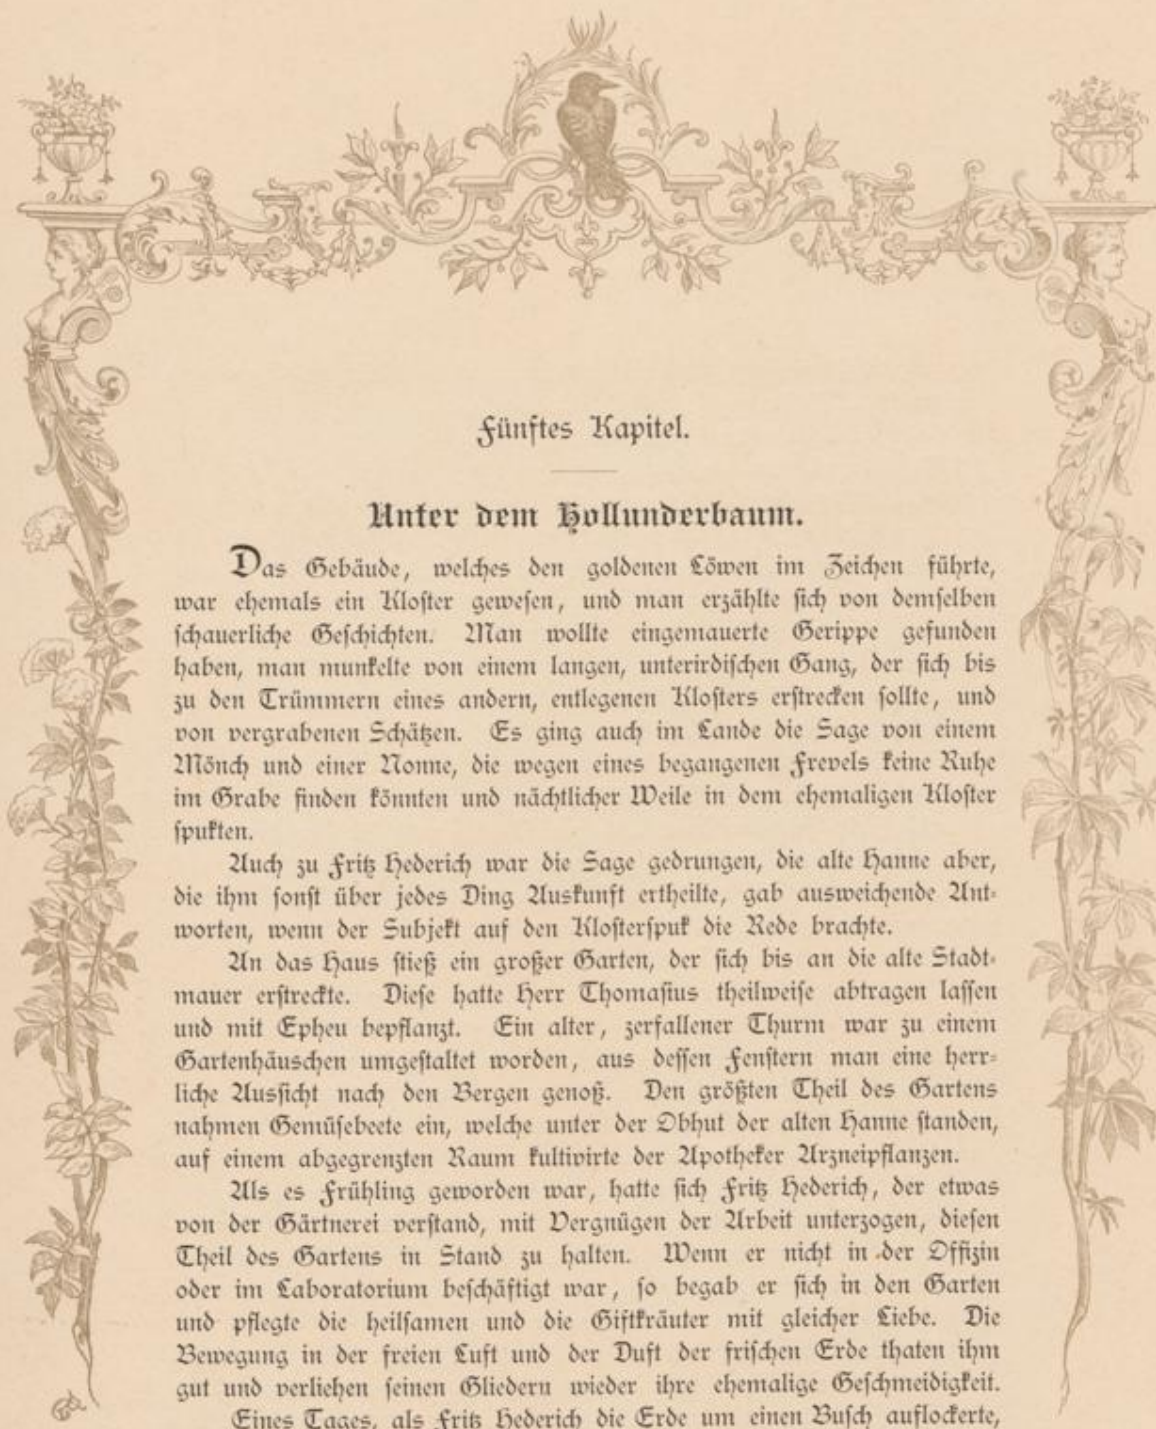 Fünftes Kapitel.
Unter dem Hollunderbaum.
Das Gebäude, welches den goldenen Löwen im Zeichen führte,
war ehemals ein Kloster gewesen, und man erzählte sich von demselben
schauerliche Geschichten. Man wollte eingemauerte Gerippe gefunden
haben, man munkelte von einem langen, unterirdischen Gang, der sich bis
zu den Trümmern eines andern, entlegenen Klosters erstrecken sollte, und
von vergrabenen Schätzen. Es ging auch im Lande die Sage von einem
Mönch und einer Nonne, die wegen eines begangenen Frevels keine Ruhe
im Grabe finden könnten und nächtlicher Weile in dem ehemaligen Kloster
spukten.
Auch zu Fritz Hederich war die Sage gedrungen, die alte Hanne aber,
die ihm sonst über jedes Ding Auskunft ertheilte, gab ausweichende Ant-
worten, wenn der Subjekt auf den Klosterspuk die Rede brachte.
An das Haus stieß ein großer Garten, der sich bis an die alte Stadt-
mauer erstreckte. Diese hatte Herr Thomasius theilweise abtragen lassen
und mit Epheu bepflanzt. Ein alter, zerfallener Thurm war zu einem
Gartenhäuschen umgestaltet worden, aus dessen Fenstern man eine herr-
liche Aussicht nach den Bergen genoß. Den größten Theil des Gartens
nahmen Gemüsebeete ein, welche unter der Obhut der alten Hanne standen,
auf einem abgegrenzten Raum kultivirte der Apotheker Arzneipflanzen.
Als es Frühling geworden war, hatte sich Fritz Hederich, der etwas
von der Gärtnerei verstand, mit Vergnügen der Arbeit unterzogen, diesen
Theil des Gartens in Stand zu halten. Wenn er nicht in der Offizin
oder im Laboratorium beschäftigt war, so begab er sich in den Garten
und pflegte die heilsamen und die Giftkräuter mit gleicher Liebe. Die
Bewegung in der freien Luft und der Duft der frischen Erde thaten ihm
gut und verliehen seinen Gliedern wieder ihre ehemalige Geschmeidigkeit.
Eines Tages, als Fritz Hederich die Erde um einen Busch auflockerte,